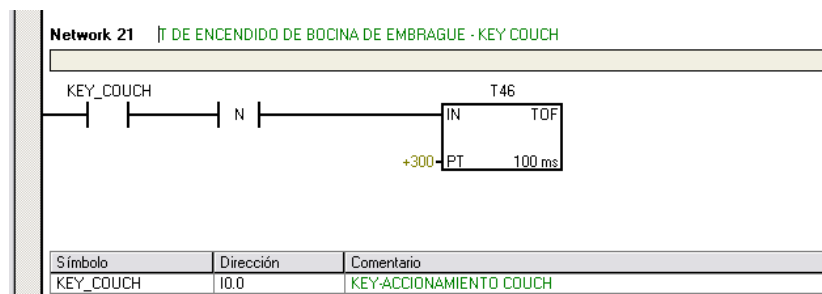 Network 21 T DE ENCENDIDO DE BOCINA DE EMBRAGUE - KEY COUCH
KEY_COUCH
T46
N
IN TOF
+300 PT 100 ms
Símbolo Dirección Comentario
KEY_COUCH I0.0 KEY-ACCIONAMIENTO COUCH